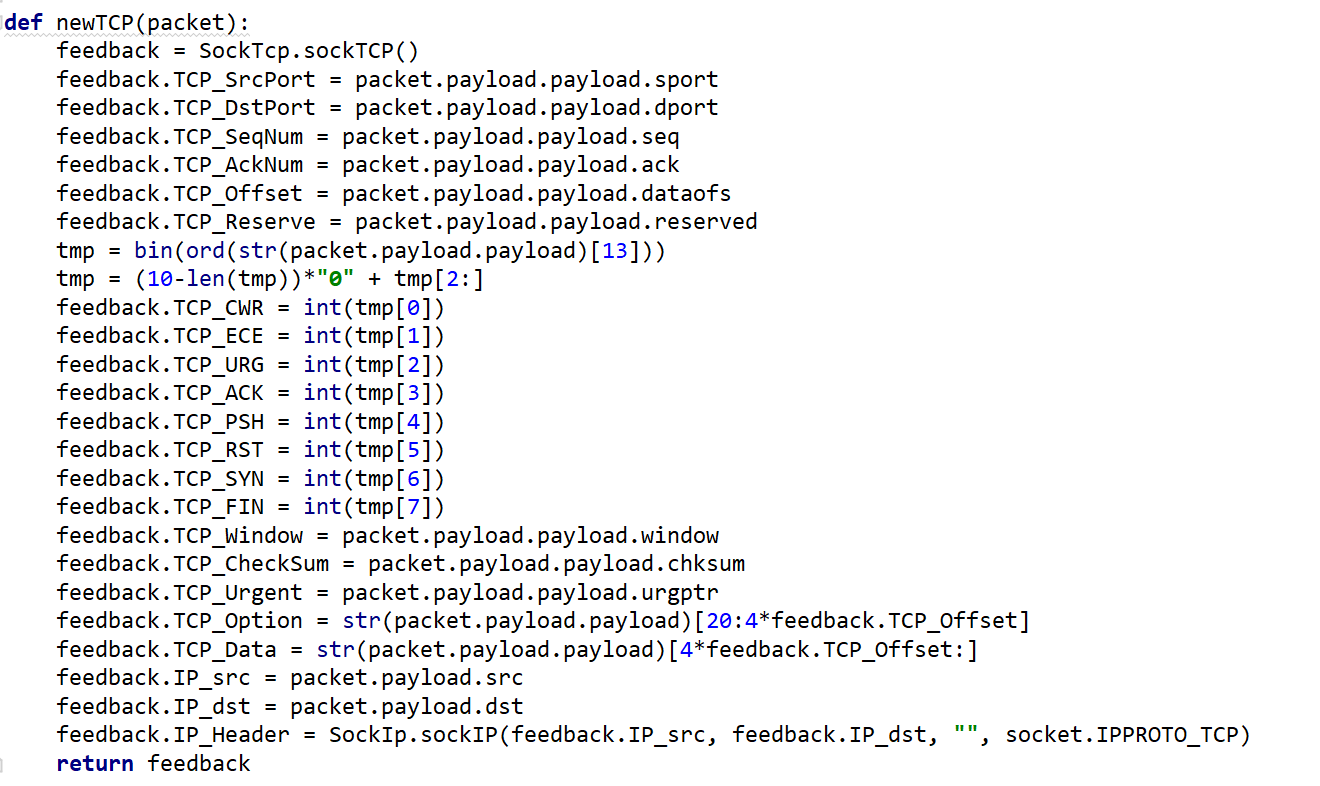 def newTCP(packet):
    feedback = SockTcp.sockTCP()
    feedback.TCP_SrcPort = packet.payload.payload.sport
    feedback.TCP_DstPort = packet.payload.payload.dport
    feedback.TCP_SeqNum = packet.payload.payload.seq
    feedback.TCP_AckNum = packet.payload.payload.ack
    feedback.TCP_Offset = packet.payload.payload.dataofs
    feedback.TCP_Reserve = packet.payload.payload.reserved
    tmp = bin(ord(str(packet.payload.payload)[13]))
    tmp = (10-len(tmp))*"0" + tmp[2:]
    feedback.TCP_CWR = int(tmp[0])
    feedback.TCP_ECE = int(tmp[1])
    feedback.TCP_URG = int(tmp[2])
    feedback.TCP_ACK = int(tmp[3])
    feedback.TCP_PSH = int(tmp[4])
    feedback.TCP_RST = int(tmp[5])
    feedback.TCP_SYN = int(tmp[6])
    feedback.TCP_FIN = int(tmp[7])
    feedback.TCP_Window = packet.payload.payload.window
    feedback.TCP_CheckSum = packet.payload.payload.chksum
    feedback.TCP_Urgent = packet.payload.payload.urgptr
    feedback.TCP_Option = str(packet.payload.payload)[20:4*feedback.TCP_Offset]
    feedback.TCP_Data = str(packet.payload.payload)[4*feedback.TCP_Offset:]
    feedback.IP_src = packet.payload.src
    feedback.IP_dst = packet.payload.dst
    feedback.IP_Header = SockIp.sockIP(feedback.IP_src, feedback.IP_dst, "", socket.IPPROTO_TCP)
    return feedback